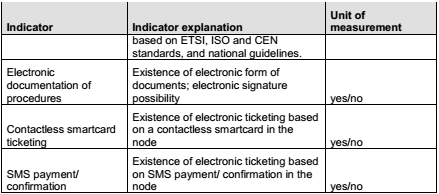 Indicator
Indicator explanation
Unit of
measurement
based on ETSI, ISO and CEN
standards, and national guidelines.
Electronic
documentation of
procedures
Existence of electronic form of
documents; electronic signature
possibility
yes/no
Contactless smartcard
ticketing
Existence of electronic ticketing based
on a contactless smartcard in the
node
yes/no
SMS payment/
confirmation
Existence of electronic ticketing based
on SMS payment/ confirmation in the
node
yes/no